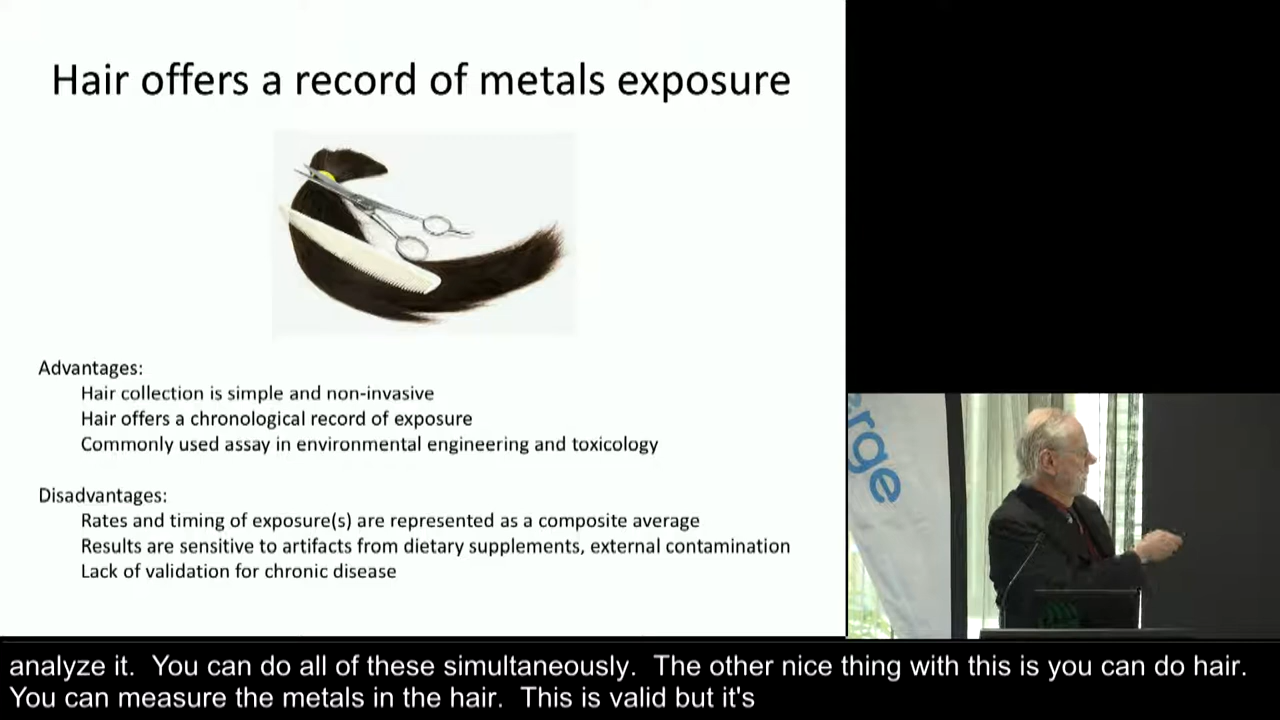 Hair offers a record of metals exposure
Advantages:
Hair collection is simple and non-invasive
Hair offers a chronological record of exposure
Commonly used assay in environmental engineering and toxicology
Disadvantages:
Rates and timing of exposure(s) are represented as a composite average
Results are sensitive to artifacts from dietary supplements, external contamination
Lack of validation for chronic disease
erge
analyze it.  You can do all of these simultaneously.  The other nice thing with this is you can do hair.
You can measure the metals in the hair.  This is valid but it's